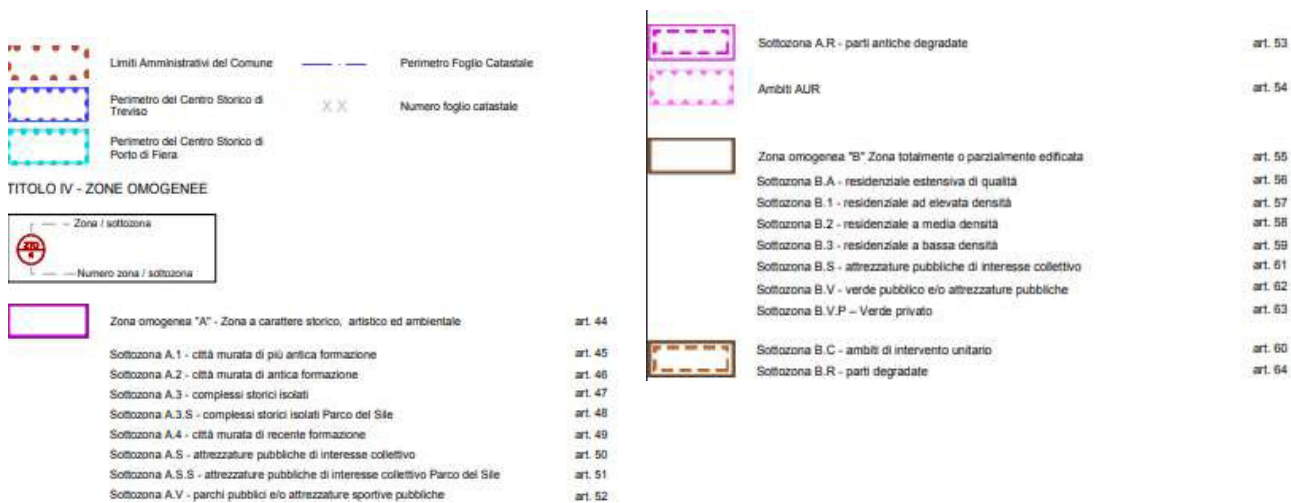 Limiti Amministrativi del Comune
Perimetro Foglio Catastale
Perimetro del Centro Storico di
Treviso
XX
Numero foglio catastale
Perimetro del Centro Storico di
Porto di Fiera
TITOLO IV - ZONE OMOGENEE
Zona / sottozona
Numero zona / sottozona
Zona omogenea "A" - Zona a carattere storico, artistico ed ambientale art. 44
Sottozona A.1 - città murata di più antica formazione art. 45
Sottozona A.2 - città murata di antica formazione art. 46
Sottozona A.3 - complessi storici isolati art. 47
Sottozona A.3.S - complessi storici isolati Parco del Sile art. 48
Sottozona A.4 - città murata di recente formazione art. 49
Sottozona A.S - attrezzature pubbliche di interesse collettivo art. 50
Sottozona A.S.S - attrezzature pubbliche di interesse collettivo Parco del Sile art. 51
Sottozona A.V - parchi pubblici e/o attrezzature sportive pubbliche art. 52
Sottozona A.R - parti antiche degradate art. 53
Ambiti AUR art. 54
Zona omogenea "B" Zona totalmente o parzialmente edificata art. 55
Sottozona B.A - residenziale estensiva di qualità art. 56
Sottozona B.1 - residenziale ad elevata densità art. 57
Sottozona B.2 - residenziale a media densità art. 58
Sottozona B.3 - residenziale a bassa densità art. 59
Sottozona B.S - attrezzature pubbliche di interesse collettivo art. 61
Sottozona B.V - verde pubblico e/o attrezzature pubbliche art. 62
Sottozona B.V.P – Verde privato art. 63
Sottozona B.C - ambiti di intervento unitario art. 60
Sottozona B.R - parti degradate art. 64